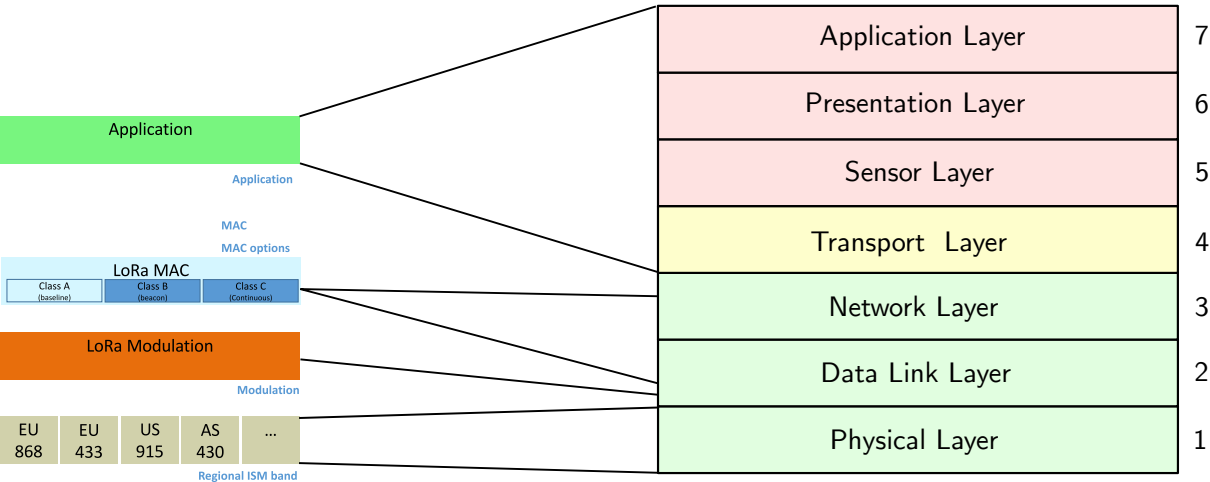 Application
Application
MAC
MAC options
LoRa MAC
Class A
(baseline)
Class B
(beacon)
Class C
(Continuous)
LoRa Modulation
Modulation
EU
868
EU
433
US
915
AS
430
...
Regional ISM band
Application Layer 7
Presentation Layer 6
Sensor Layer 5
Transport Layer 4
Network Layer 3
Data Link Layer 2
Physical Layer 1